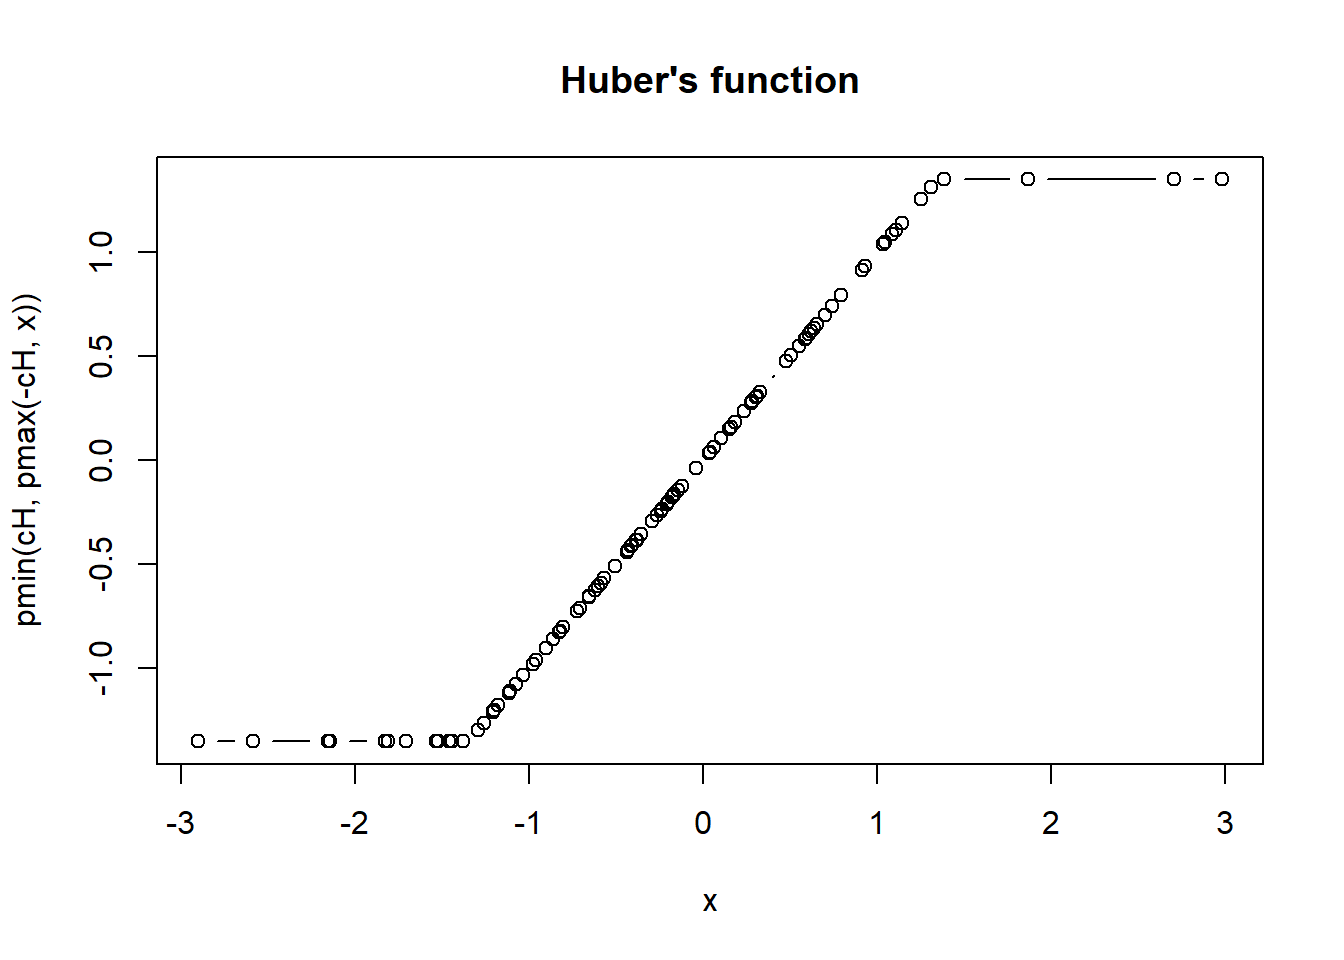 Huber's function
pmin(cH, pmax(-cH, x))
1.0
0.5
0.0
-0.5
-1.0
-3 -2 -1 0 1 2 3
x